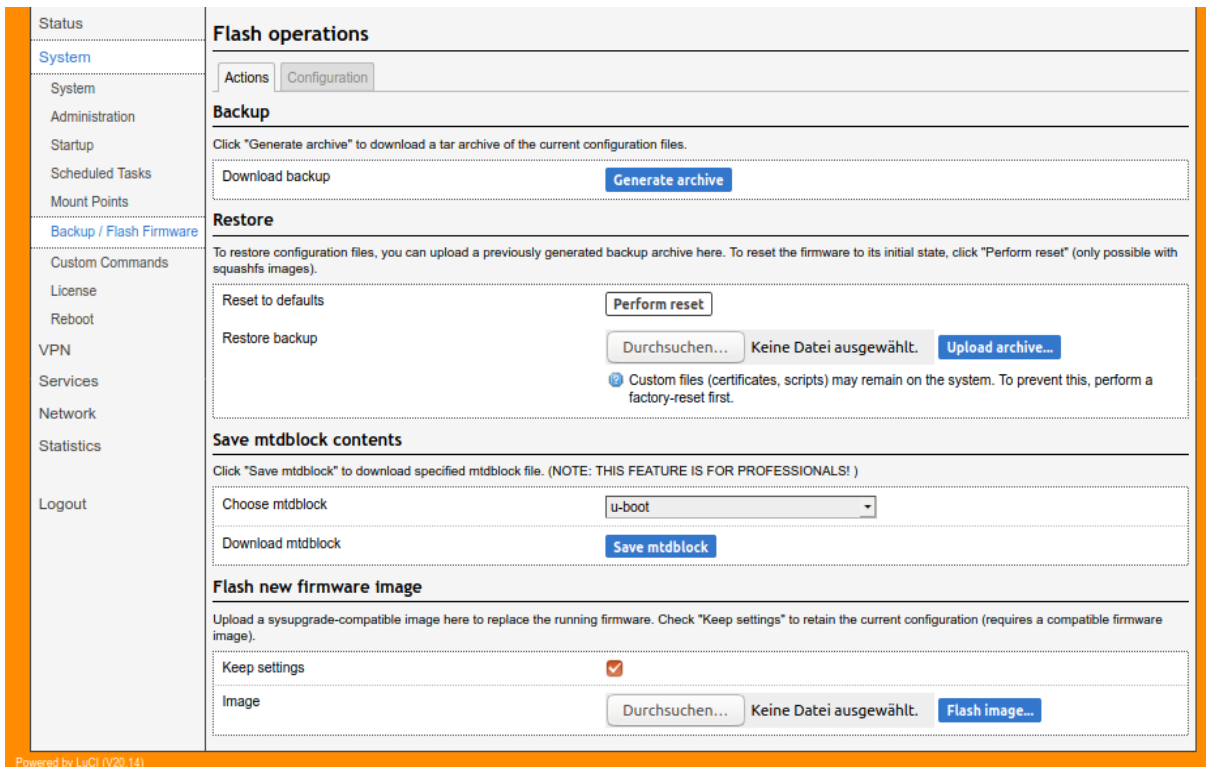 Status
System
System
Administration
Startup
Scheduled Tasks
Mount Points
Backup / Flash Firmware
Custom Commands
License
Reboot
VPN
Services
Network
Statistics
Logout
Flash operations
Actions
Configuration
Backup
Click "Generate archive" to download a tar archive of the current configuration files.
Download backup
Generate archive
Restore
To restore configuration files, you can upload a previously generated backup archive here. To reset the firmware to its initial state, click "Perform reset" (only possible with
squashfs images).
Reset to defaults
Perform reset
Restore backup
Durchsuchen... Keine Datei ausgewählt. Upload archive...
Custom files (certificates, scripts) may remain on the system. To prevent this, perform a
factory-reset first.
Save mtdblock contents
Click "Save mtdblock" to download specified mtdblock file. (NOTE: THIS FEATURE IS FOR PROFESSIONALS! )
Choose mtdblock
u-boot
Download mtdblock
Save mtdblock
Flash new firmware image
Upload a sysupgrade-compatible image here to replace the running firmware. Check "Keep settings" to retain the current configuration (requires a compatible firmware
image).
Keep settings
Image
Durchsuchen... Keine Datei ausgewählt. Flash image...
Powered by LuCI (V20.14)